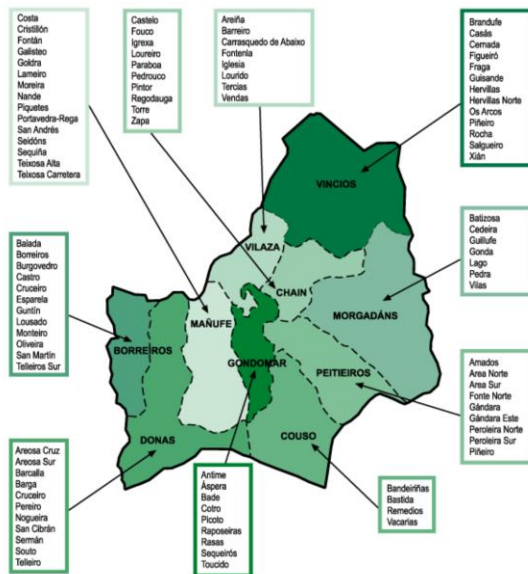 Costa
Cristillón
Fontán
Galisteo
Goldra
Lameiro
Moreira
Nande
Piquetes
Portavedra-Rega
San Andrés
Seidóns
Sequiña
Teixosa Alta
Teixosa Carretera
Castelo
Fouco
Igrexa
Loureiro
Paraboa
Pedrouco
Pintor
Regodauga
Torre
Zapa
Areiña
Barreiro
Carrasquedo de Abaixo
Fontenla
Iglesia
Lourido
Tercias
Vendas
Brandufe
Casás
Cernada
Figueiró
Fraga
Guisande
Hervillas
Hervillas Norte
Os Arcos
Piñeiro
Rocha
Salgueiro
Xián
VINCIOS
VILAZA
CHAIN
MORGADÁNS
MAÑUFE
BORREIROS
GONDOMAR
PEITIEIROS
DONAS
COUSO
Balada
Borreiros
Burgovedro
Castro
Cruceiro
Esparela
Guntín
Lousado
Monteiro
Oliveira
San Martín
Telleiros Sur
Batizosa
Cedeira
Guillufe
Gonda
Lago
Pedra
Vilas
Amados
Area Norte
Area Sur
Fonte Norte
Gándara
Gándara Este
Peroleira Norte
Peroleira Sur
Piñeiro
Areosa Cruz
Areosa Sur
Barcalla
Barga
Cruceiro
Pereiro
Nogueira
San Cibrán
Sermán
Souto
Telleiro
Antime
Áspera
Bade
Cotro
Picoto
Raposeiras
Rasas
Sequeirós
Toucido
Bandeiriñas
Bastida
Remedios
Vacarias